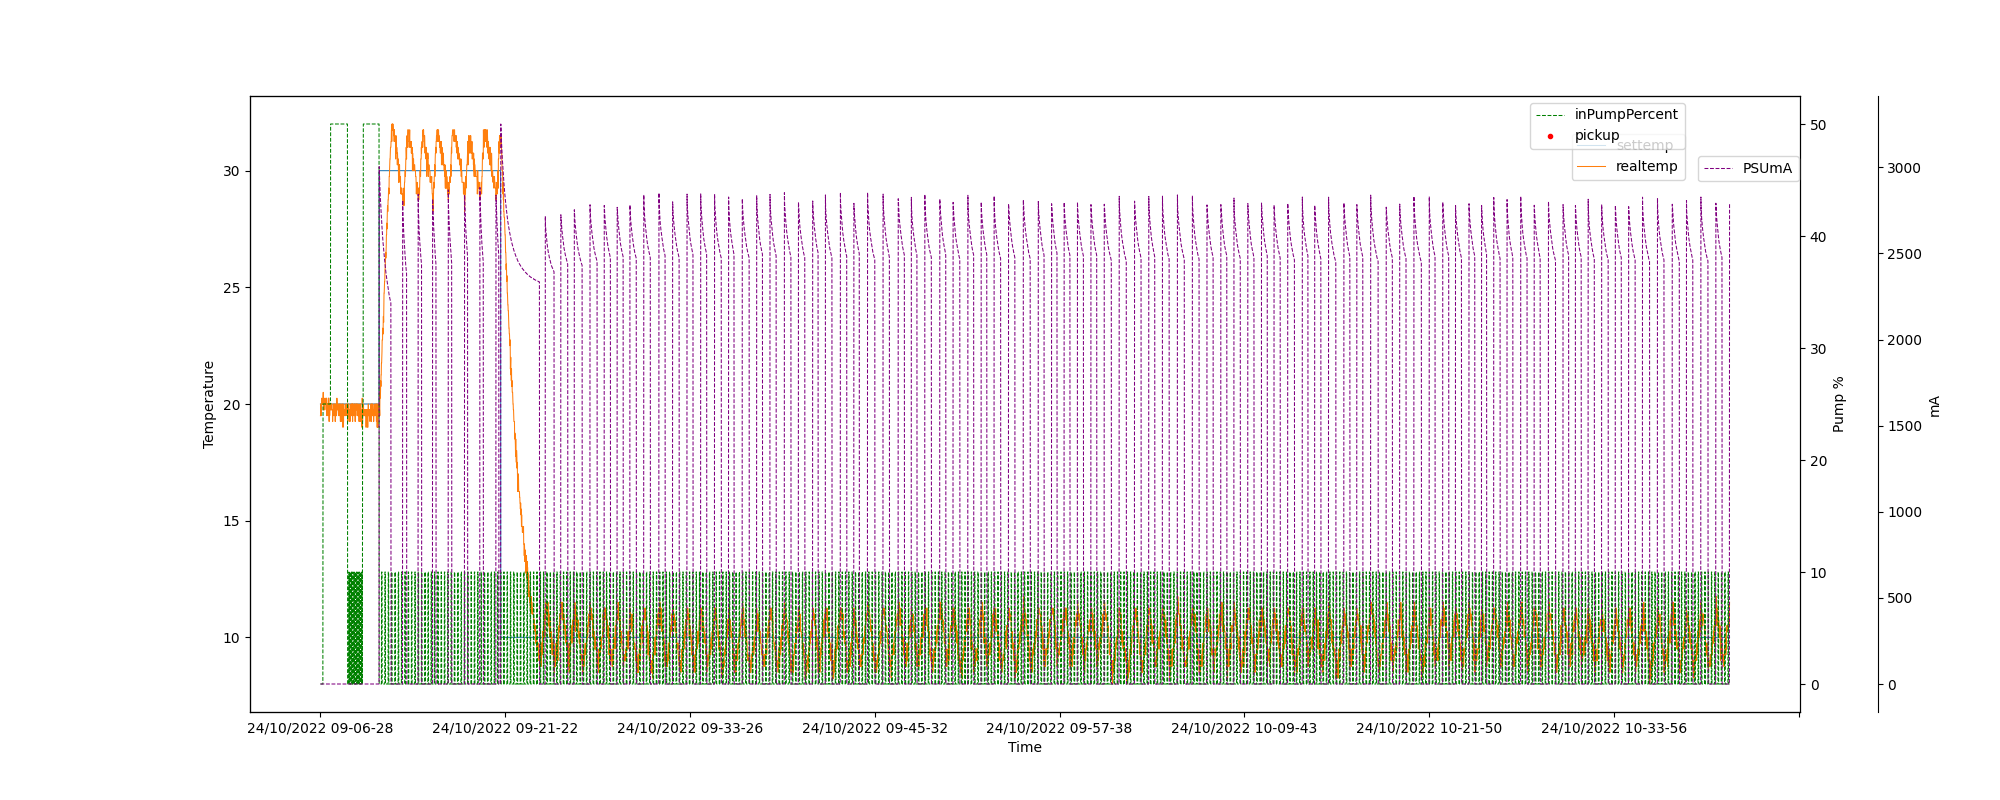 inPumpPercent
pickup
settemp
realtemp
PSUmA
Temperature
30
25
20
15
10
50
40
30
20
10
0
Pump %
3000
2500
2000
1500
1000
500
0
mA
24/10/2022 09-06-28
24/10/2022 09-21-22
24/10/2022 09-33-26
24/10/2022 09-45-32
24/10/2022 09-57-38
24/10/2022 10-09-43
24/10/2022 10-21-50
24/10/2022 10-33-56
Time